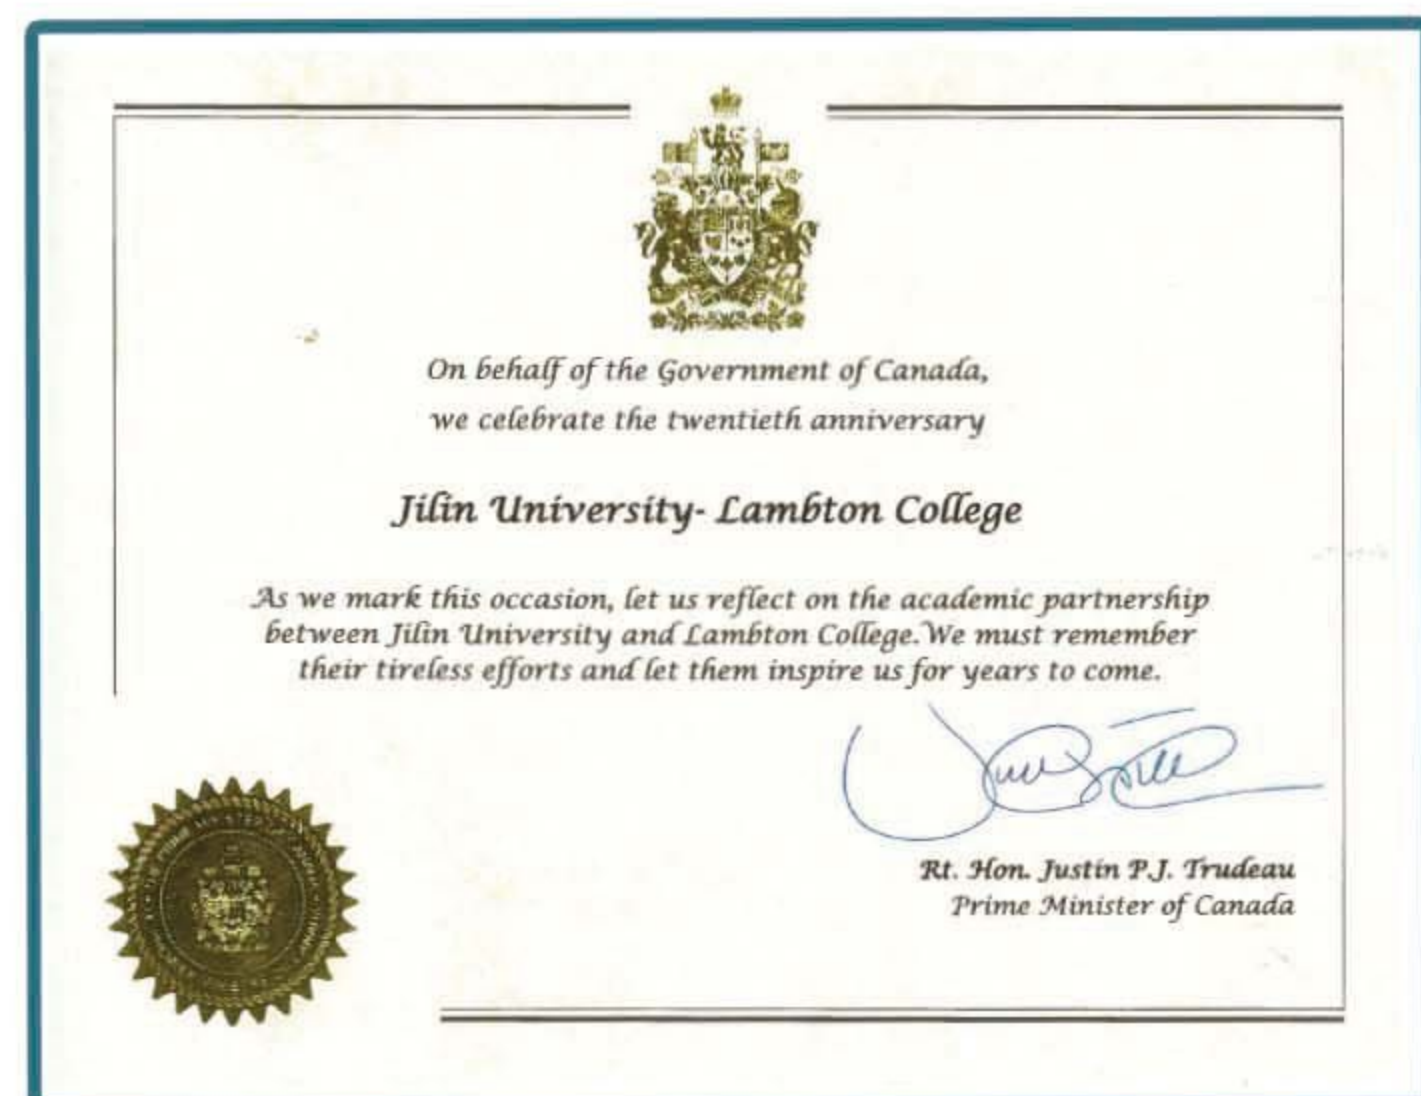 On behalf of the Government of Canada,
we celebrate the twentieth anniversary
Jilin University- Lambton College
As we mark this occasion, let us reflect on the academic partnership
between Jilin University and Lambton College. We must remember
their tireless efforts and let them inspire us for years to come.
Rt. Hon. Justin P.J. Trudeau
Prime Minister of Canada